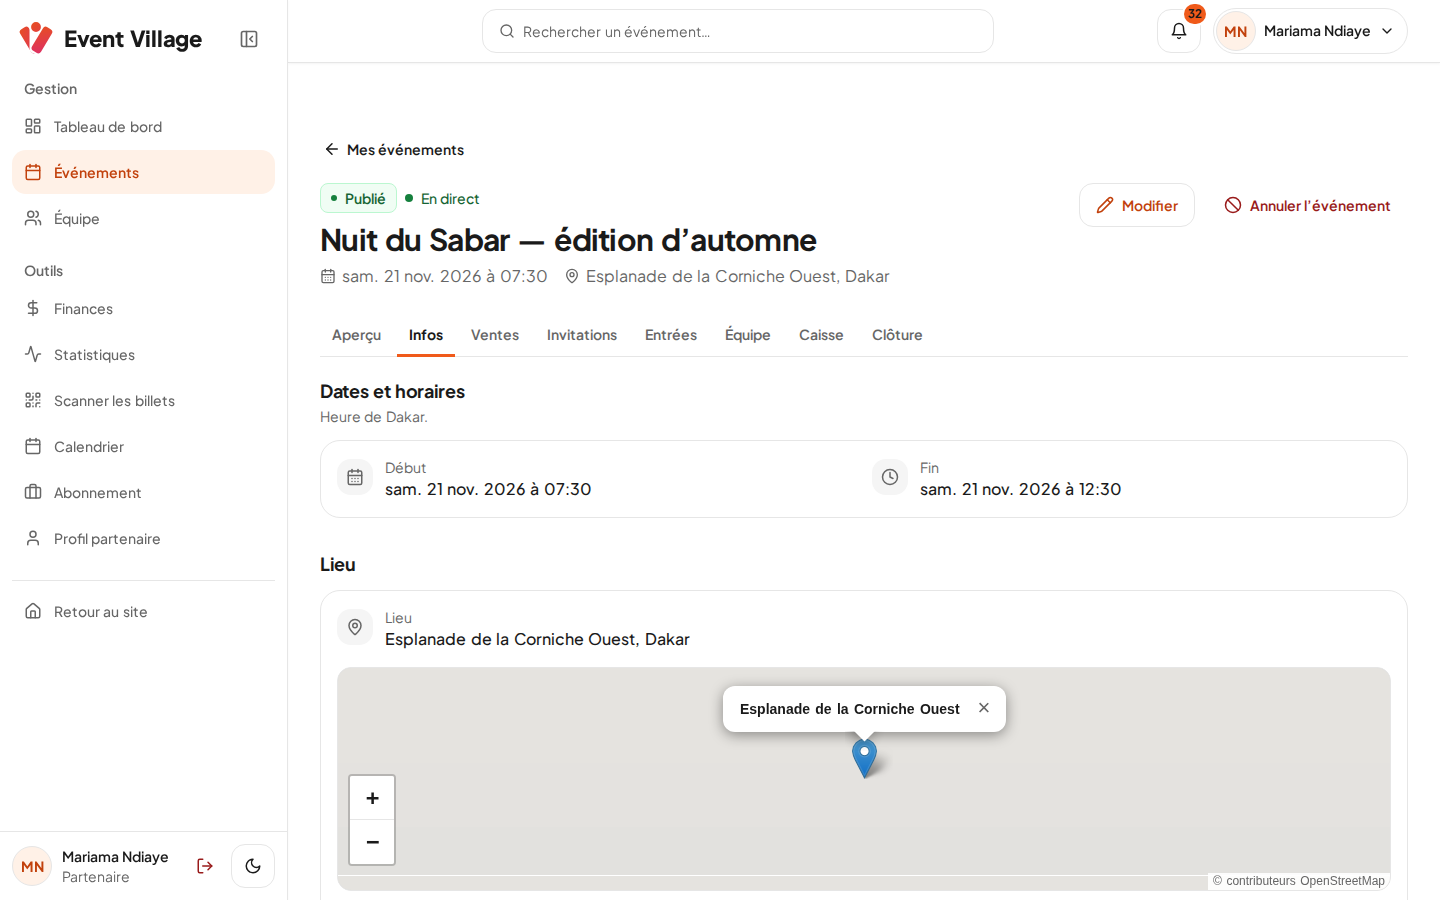 Event Village
Rechercher un événement...
32
MN
Mariama Ndiaye
Gestion
Tableau de bord
Événements
Équipe
Outils
Finances
Statistiques
Scanner les billets
Calendrier
Abonnement
Profil partenaire
Retour au site
MN
Mariama Ndiaye
Partenaire
Mes événements
Publié
En direct
Modifier
Annuler l’événement
Nuit du Sabar — édition d’automne
sam. 21 nov. 2026 à 07:30
Esplanade de la Corniche Ouest, Dakar
Aperçu
Infos
Ventes
Invitations
Entrées
Équipe
Caisse
Clôture
Dates et horaires
Heure de Dakar.
Début
sam. 21 nov. 2026 à 07:30
Fin
sam. 21 nov. 2026 à 12:30
Lieu
Lieu
Esplanade de la Corniche Ouest, Dakar
Esplanade de la Corniche Ouest
×
+
−
© contributeurs OpenStreetMap